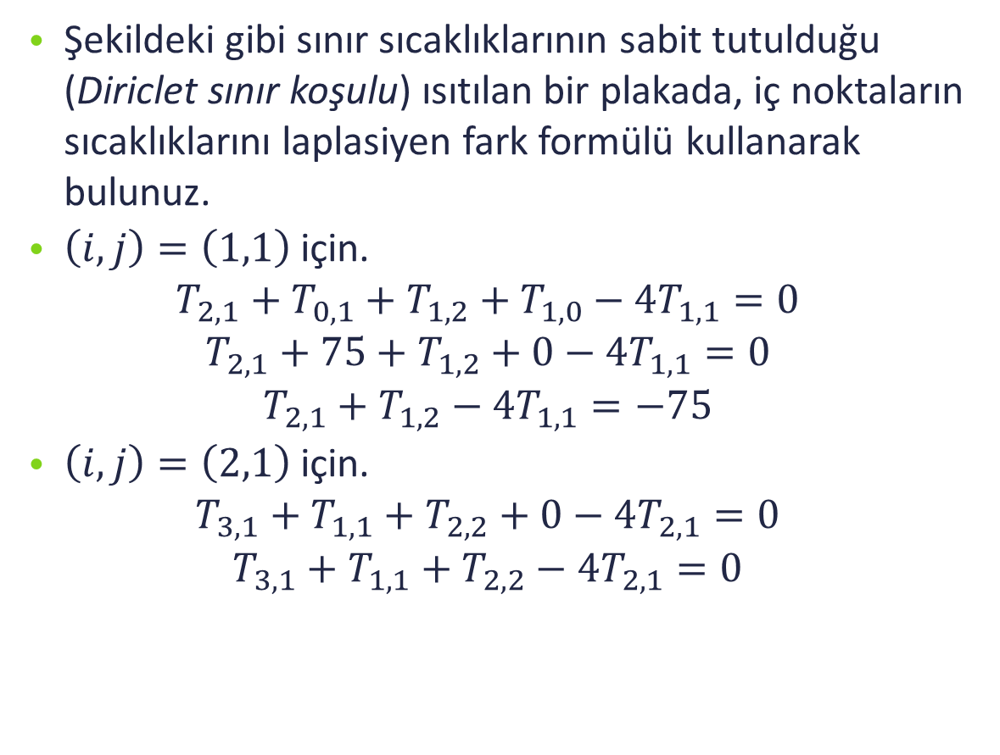 • Şekildeki gibi sınır sıcaklıklarının sabit tutulduğu
(Diriclet sınır koşulu) ısıtılan bir plakada, iç noktaların
sıcaklıklarını laplasiyen fark formülü kullanarak
bulunuz.
• (i, j) = (1,1) için.
T_{2,1} + T_{0,1} + T_{1,2} + T_{1,0} − 4T_{1,1} = 0
T_{2,1} + 75 + T_{1,2} + 0 − 4T_{1,1} = 0
T_{2,1} + T_{1,2} − 4T_{1,1} = −75
• (i, j) = (2,1) için.
T_{3,1} + T_{1,1} + T_{2,2} + 0 − 4T_{2,1} = 0
T_{3,1} + T_{1,1} + T_{2,2} − 4T_{2,1} = 0